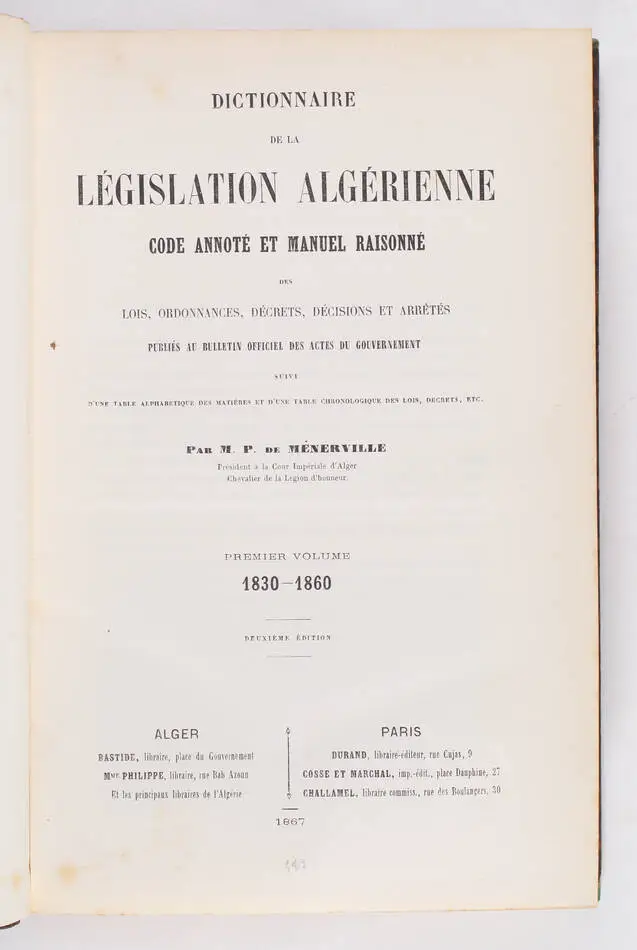 DICTIONNAIRE
DE LA
LÉGISLATION ALGÉRIENNE
CODE ANNOTÉ ET MANUEL RAISONNÉ
DES
LOIS, ORDONNANCES, DÉCRETS, DÉCISIONS ET ARRÊTÉS
PUBLIÉS AU BULLETIN OFFICIEL DES ACTES DU GOUVERNEMENT
SUIVI
D'UNE TABLE ALPHABETIQUE DES MATIÈRES ET D'UNE TABLE CHRONOLOGIQUE DES LOIS, DECRETS, ETC.
PAR M. P. DE MÉNERVILLE
Président à la Cour Impériale d'Alger
Chevalier de la Legion d'honneur.
PREMIER VOLUME
1830—1860
DEUXIÈME ÉDITION
ALGER
BASTIDE, libraire, place du Gouvernement
MME PHILIPPE, libraire, rue Bab Azoun
Et les principaux libraires de l'Algérie
PARIS
DURAND, libraire-éditeur, rue Cujas, 9
COSSE ET MARCHAL, imp.-édit., place Dauphine, 27
CHALLAMEL, libraire commiss., rue des Boulangers, 30
1867